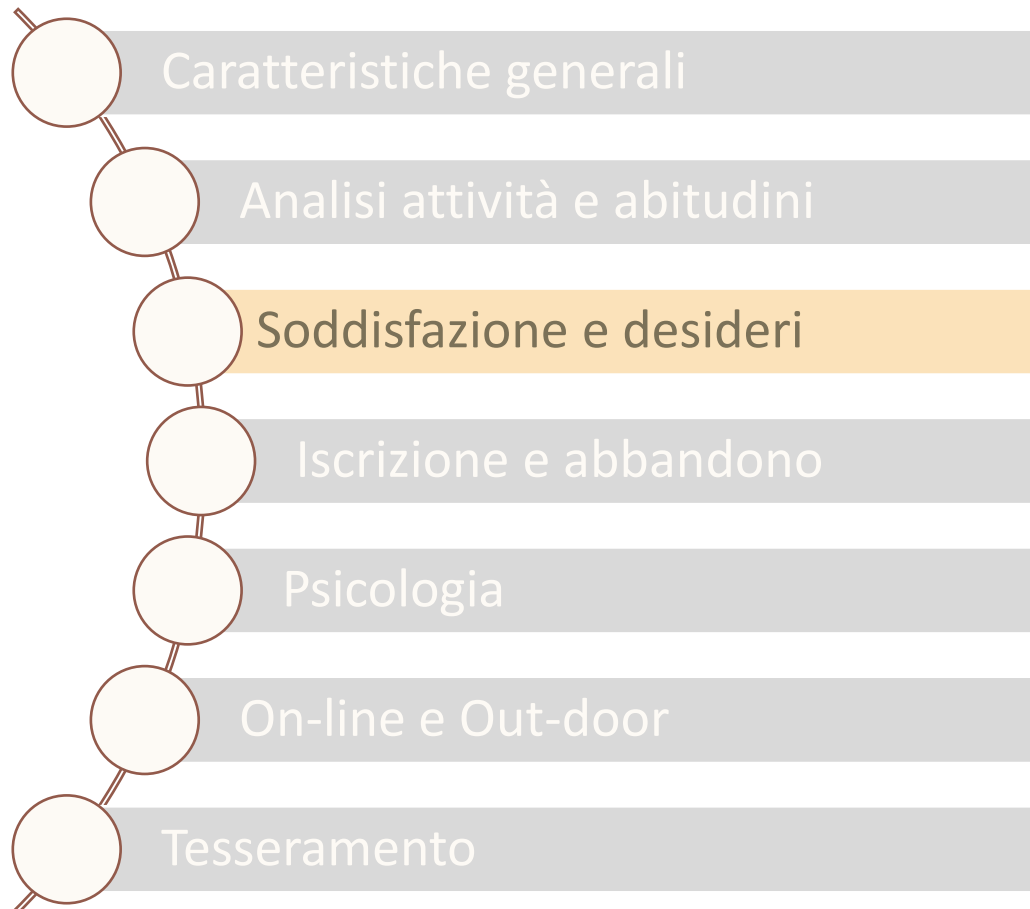 Caratteristiche generali
Analisi attività e abitudini
Soddisfazione e desideri
Iscrizione e abbandono
Psicologia
On-line e Out-door
Tesseramento